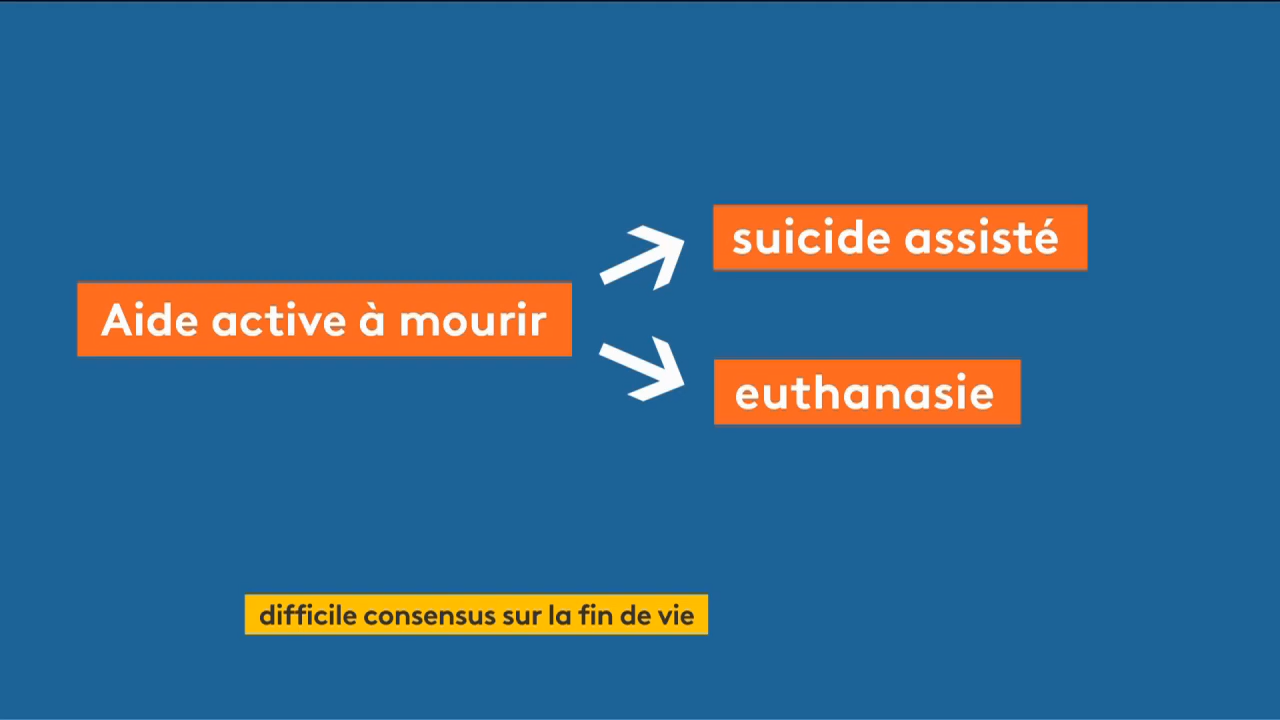 Aide active à mourir
suicide assisté
euthanasie
difficile consensus sur la fin de vie